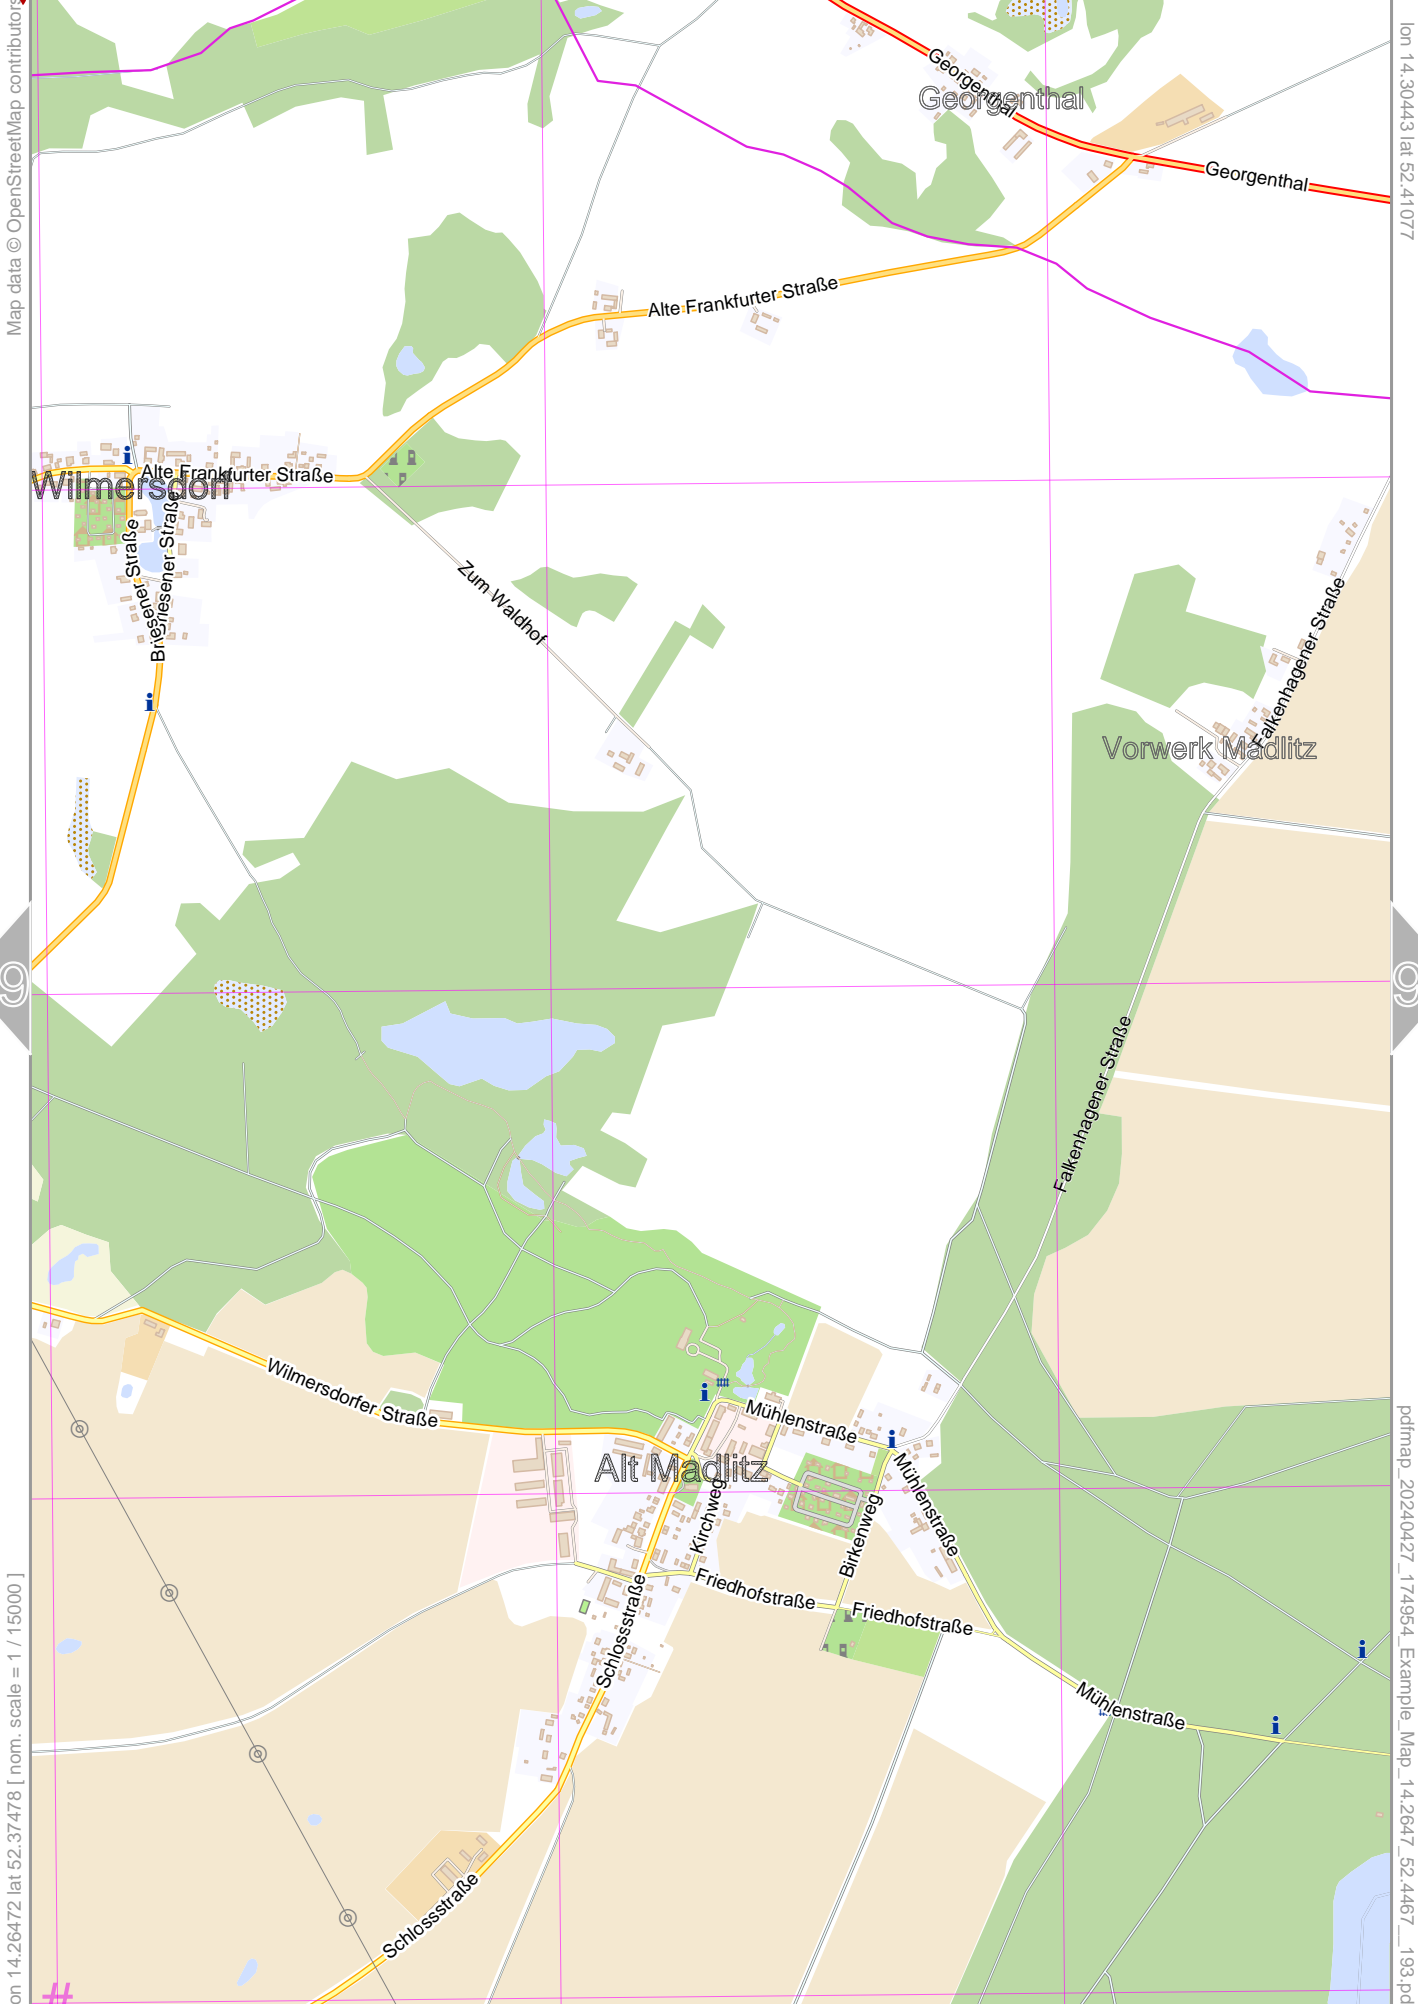 Map data © OpenStreetMap contributors
lon 14.30443 lat 52.41077
Georgenthal
Georgenthal
Georgenthal
Alte Frankfurter Straße
Alte Frankfurter Straße
Wilmersdorf
Briesener Straße
Briesener Straße
Zum Waldhof
Falkenhagener Straße
Vorwerk Madlitz
9
9
Falkenhagener Straße
Wilmersdorfer Straße
Mühlenstraße
Alt Madlitz
Mühlenstraße
Kirchweg
Birkenweg
Friedhofstraße
Friedhofstraße
Schlossstraße
Mühlenstraße
Schlossstraße
on 14.26472 lat 52.37478 [ nom. scale = 1 / 15000 ]
pdfmap_20240427_174954_Example_Map_14.2647_52.4467__193.pd
#